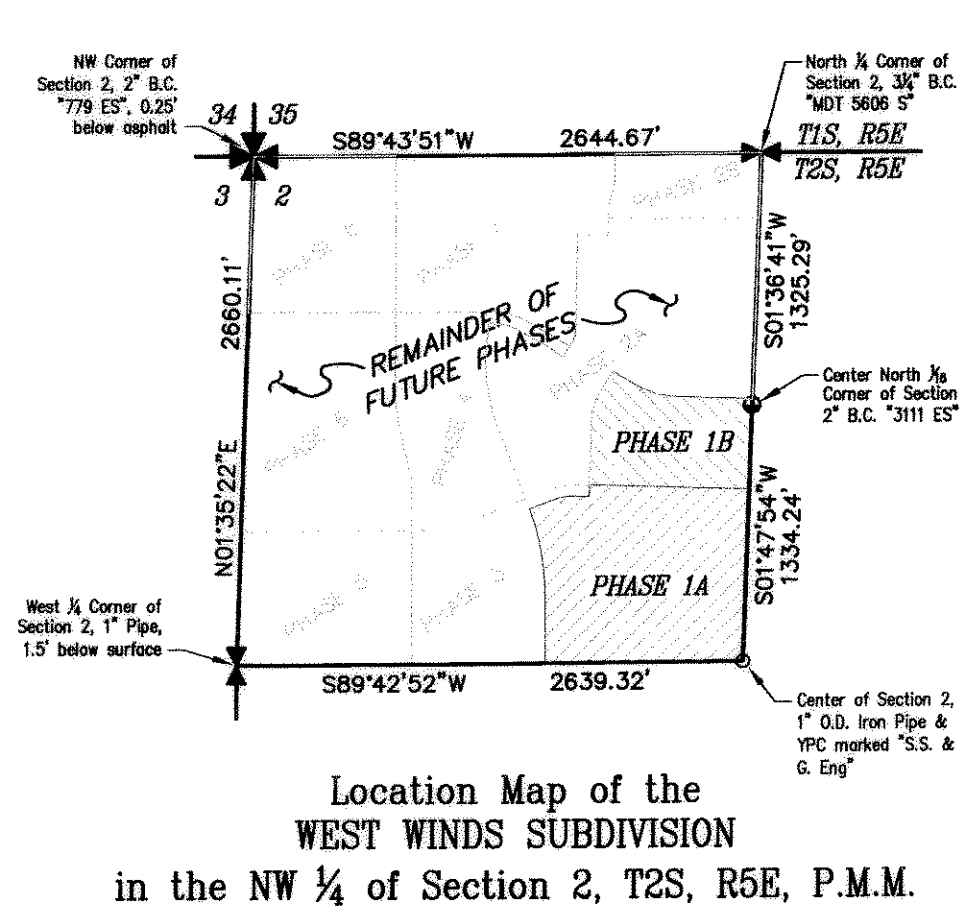 NW Corner of
Section 2, 2" B.C.
"779 ES", 0.25'
below asphalt
North ¼ Corner of
Section 2, 3¼" B.C.
"MDT 5606 S"
34 35
3 2
S89°43'51"W 2644.67'
T1S, R5E
T2S, R5E
PHASE 2B
2660.11'
N01°35'22"E
S01°36'41"W
1325.29'
REMAINDER OF
FUTURE PHASES
PHASE 2A
Center North 1/16
Corner of Section
2" B.C. "3111 ES"
PHASE 1B
S01°47'54"W
1334.24'
PHASE 1A
West ¼ Corner of
Section 2, 1" Pipe,
1.5' below surface
S89°42'52"W 2639.32'
Center of Section 2,
1" O.D. Iron Pipe &
YPC marked "S.S. &
G. Eng"
Location Map of the
WEST WINDS SUBDIVISION
in the NW ¼ of Section 2, T2S, R5E, P.M.M.